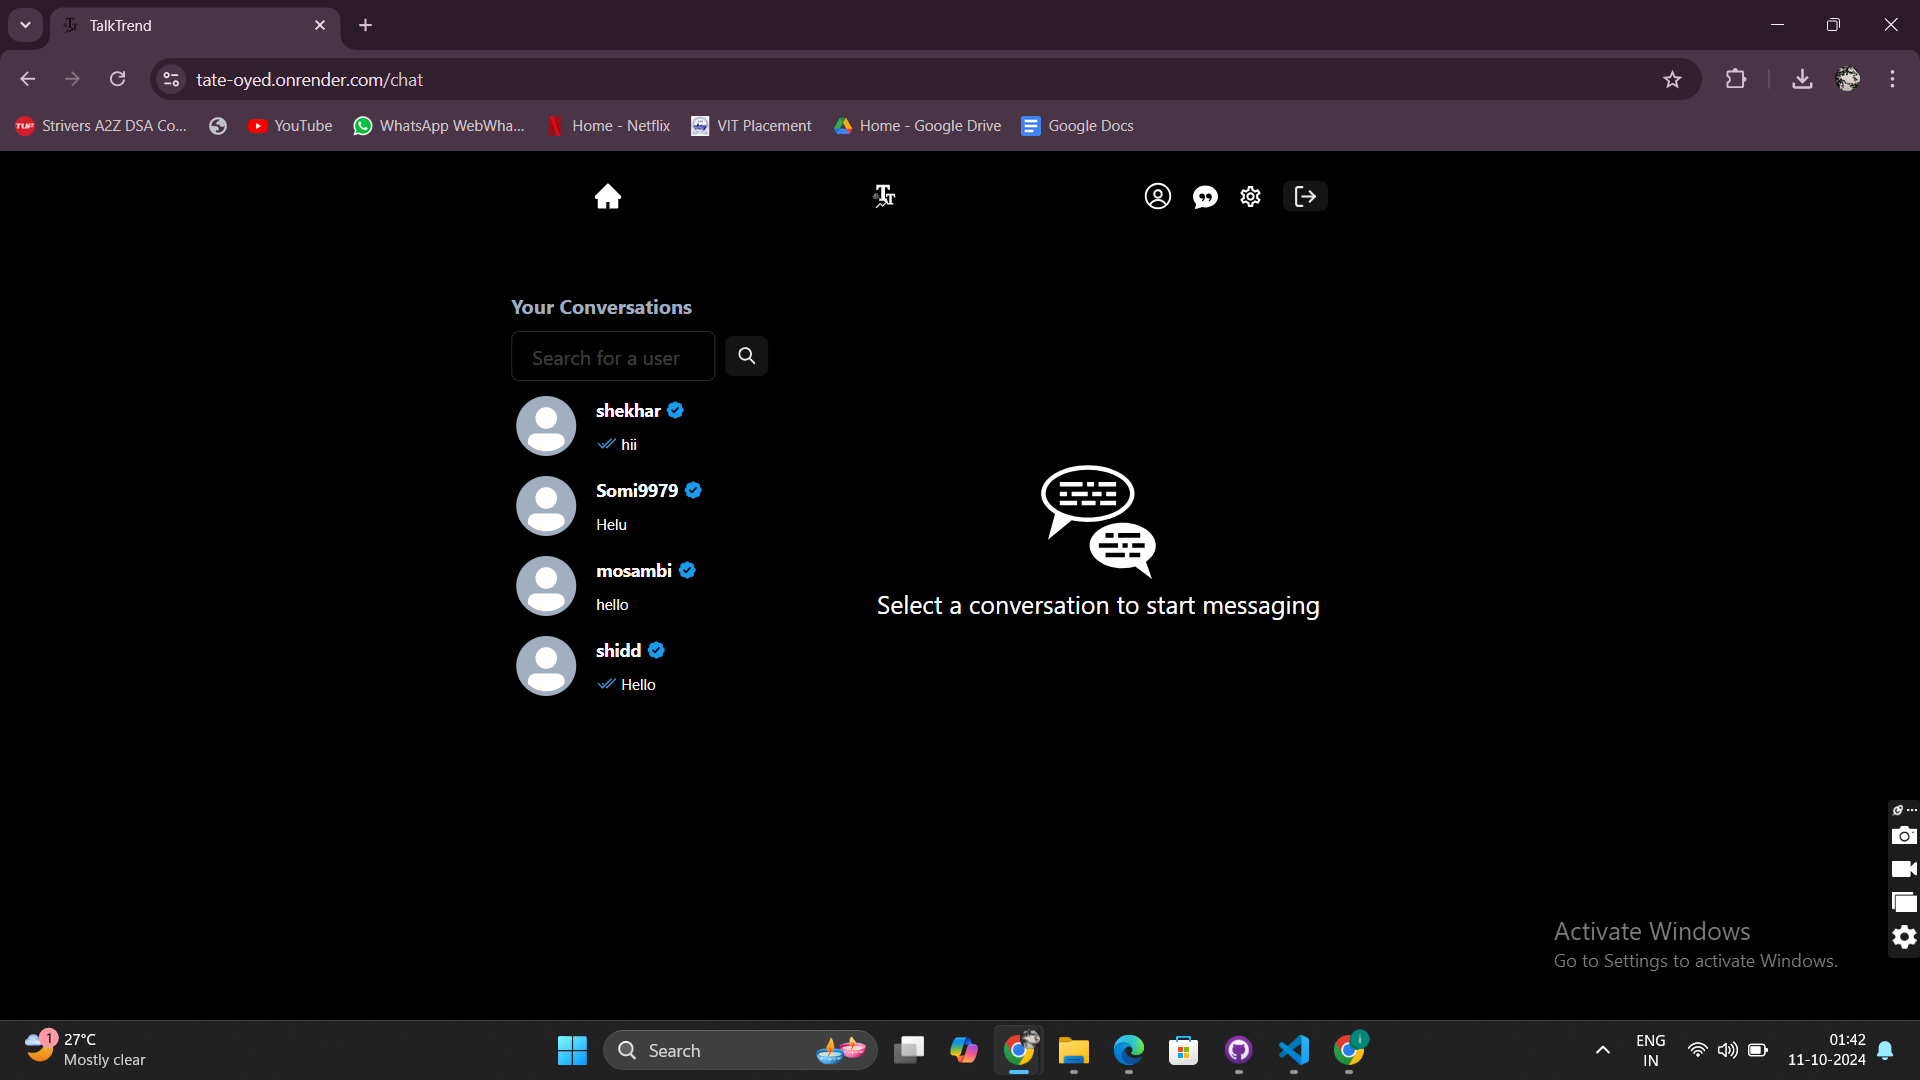 TalkTrend
tate-oyed.onrender.com/chat
Strivers A2Z DSA Co...
YouTube
WhatsApp WebWha...
Home - Netflix
VIT Placement
Home - Google Drive
Google Docs
Your Conversations
Search for a user
shekhar
hii
Somi9979
Helu
mosambi
hello
shidd
Hello
Select a conversation to start messaging
Activate Windows
Go to Settings to activate Windows.
1
27°C
Mostly clear
Search
ENG
IN
01:42
11-10-2024